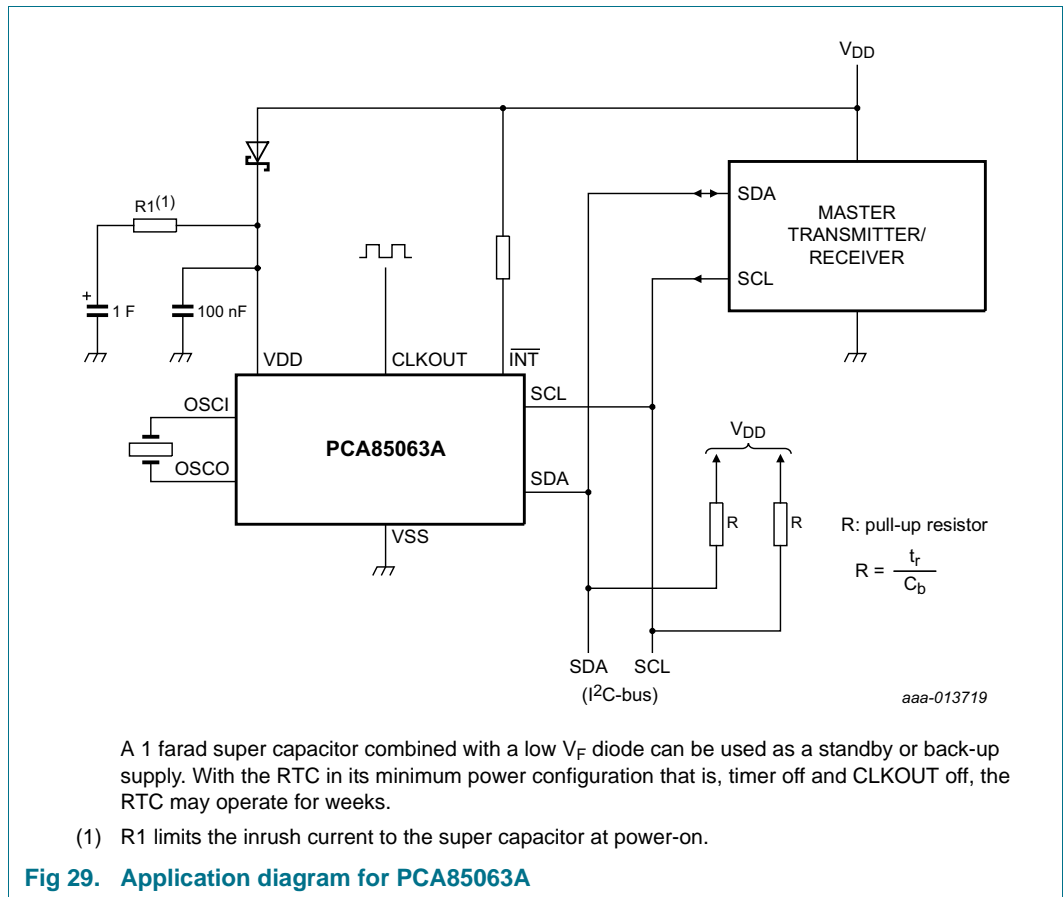 VDD
R1(1)
+
1 F
100 nF
VDD
CLKOUT
INT
SDA
MASTER
TRANSMITTER/
RECEIVER
SCL
OSCI
OSCO
PCA85063A
SCL
SDA
VSS
VDD
R
R
R: pull-up resistor
R = tr
Cb
SDA SCL
(I2C-bus)
aaa-013719
A 1 farad super capacitor combined with a low VF diode can be used as a standby or back-up
supply. With the RTC in its minimum power configuration that is, timer off and CLKOUT off, the
RTC may operate for weeks.
(1) R1 limits the inrush current to the super capacitor at power-on.
Fig 29. Application diagram for PCA85063A